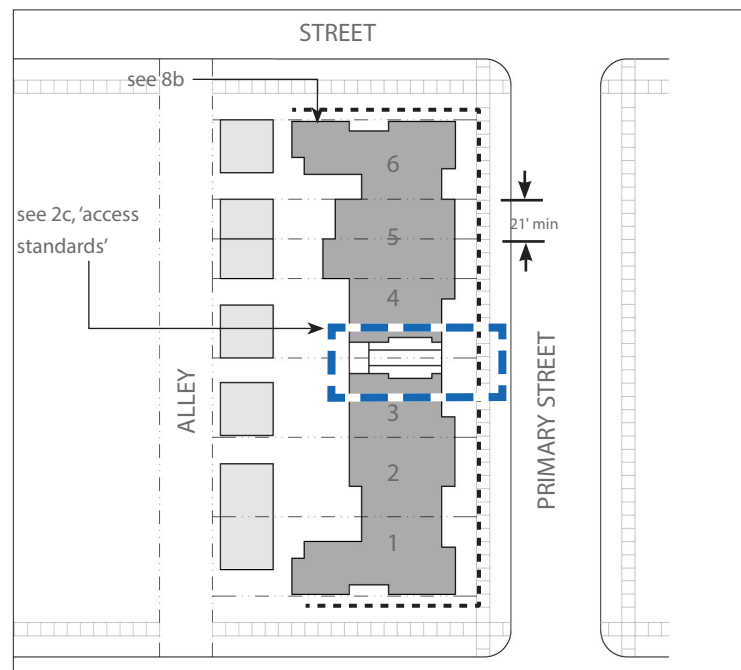 STREET
see 8b
6
see 2c, ‘access
standards’
5
21' min
4
ALLEY
PRIMARY STREET
3
2
1